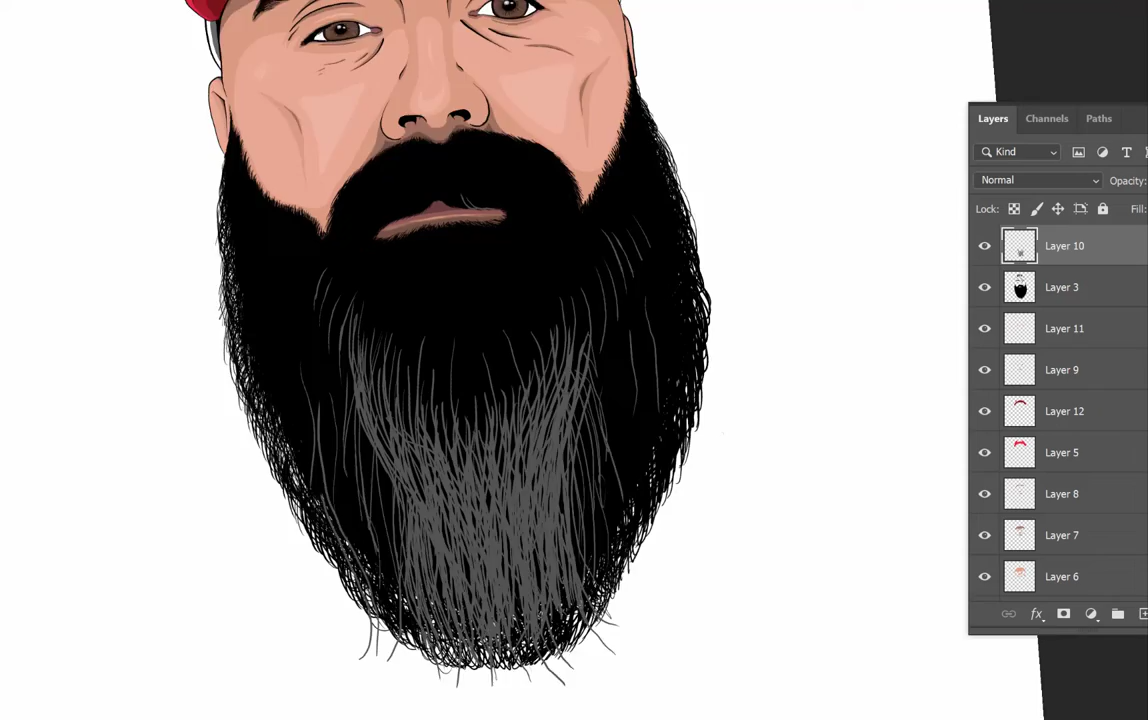 Layers Channels Paths
Kind
Normal Opacity:
Lock: Fill:
Layer 10
Layer 3
Layer 11
Layer 9
Layer 12
Layer 5
Layer 8
Layer 7
Layer 6
fx